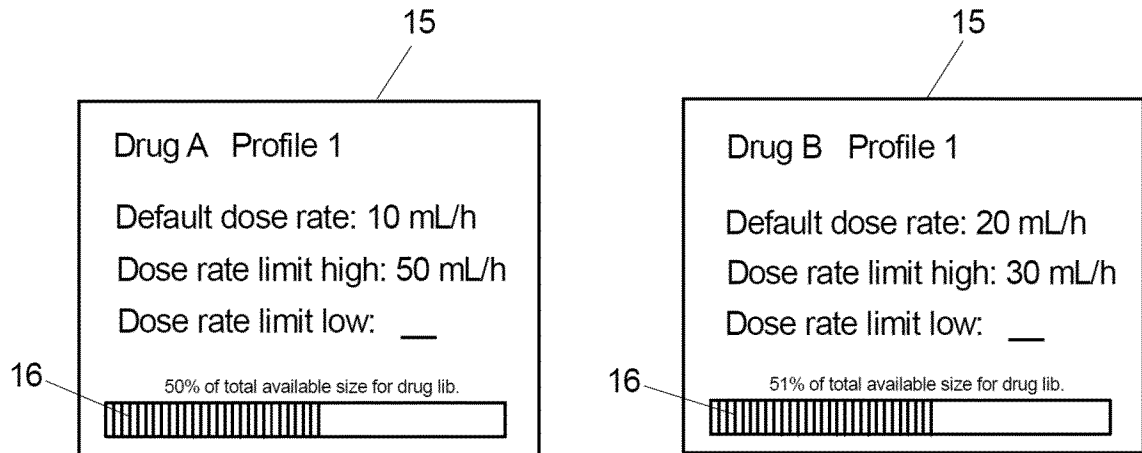 15
Drug A Profile 1
Default dose rate: 10 mL/h
Dose rate limit high: 50 mL/h
Dose rate limit low: __
16
50% of total available size for drug lib.
15
Drug B Profile 1
Default dose rate: 20 mL/h
Dose rate limit high: 30 mL/h
Dose rate limit low: __
16
51% of total available size for drug lib.